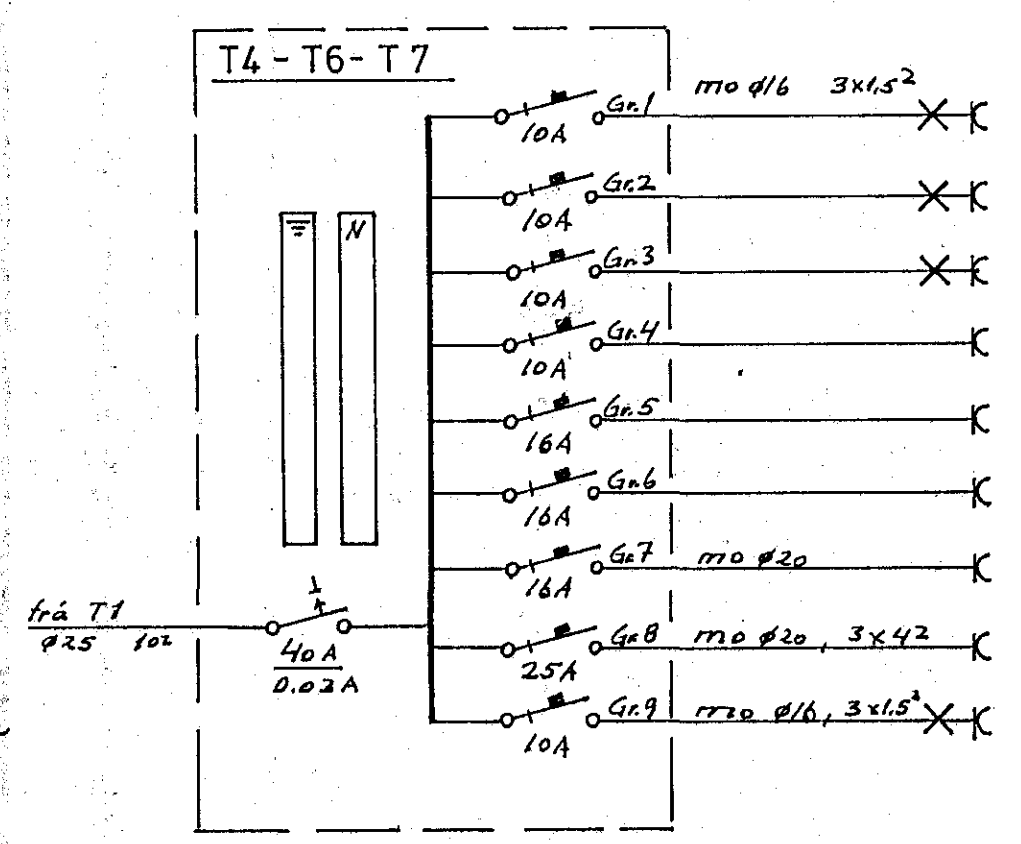 T4 - T6 - T7
Gr.1 mo ø16 3x1,5²
10A
Gr.2
10A
N
Gr.3
10A
Gr.4
10A
Gr.5
16A
Gr.6
16A
Gr.7 mo ø20
16A
frá T1
ø25
40A
0.03A
Gr.8 mo ø20, 3x4²
25A
Gr.9 mo ø16, 3x1.5²
10A